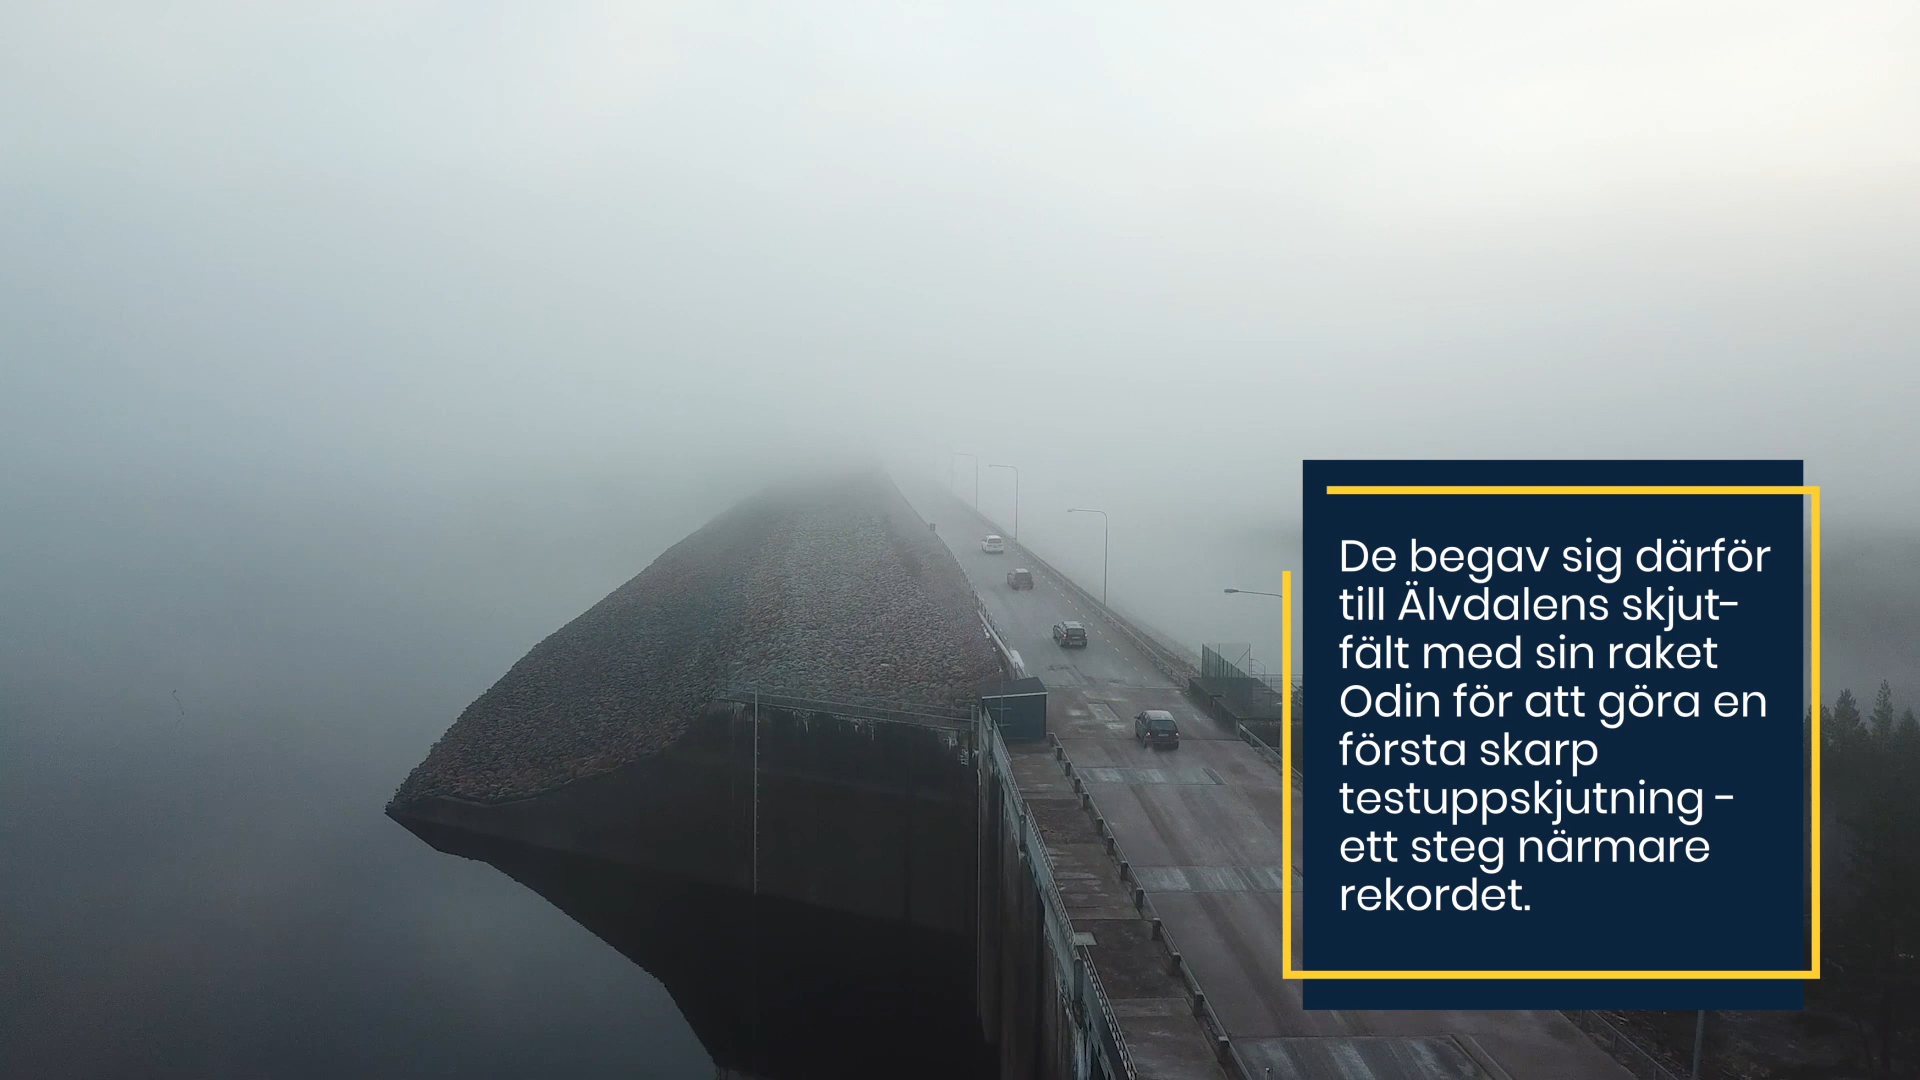 De begav sig därför
till Älvdalens skjut-
fält med sin raket
Odin för att göra en
första skarp
testuppskjutning -
ett steg närmare
rekordet.